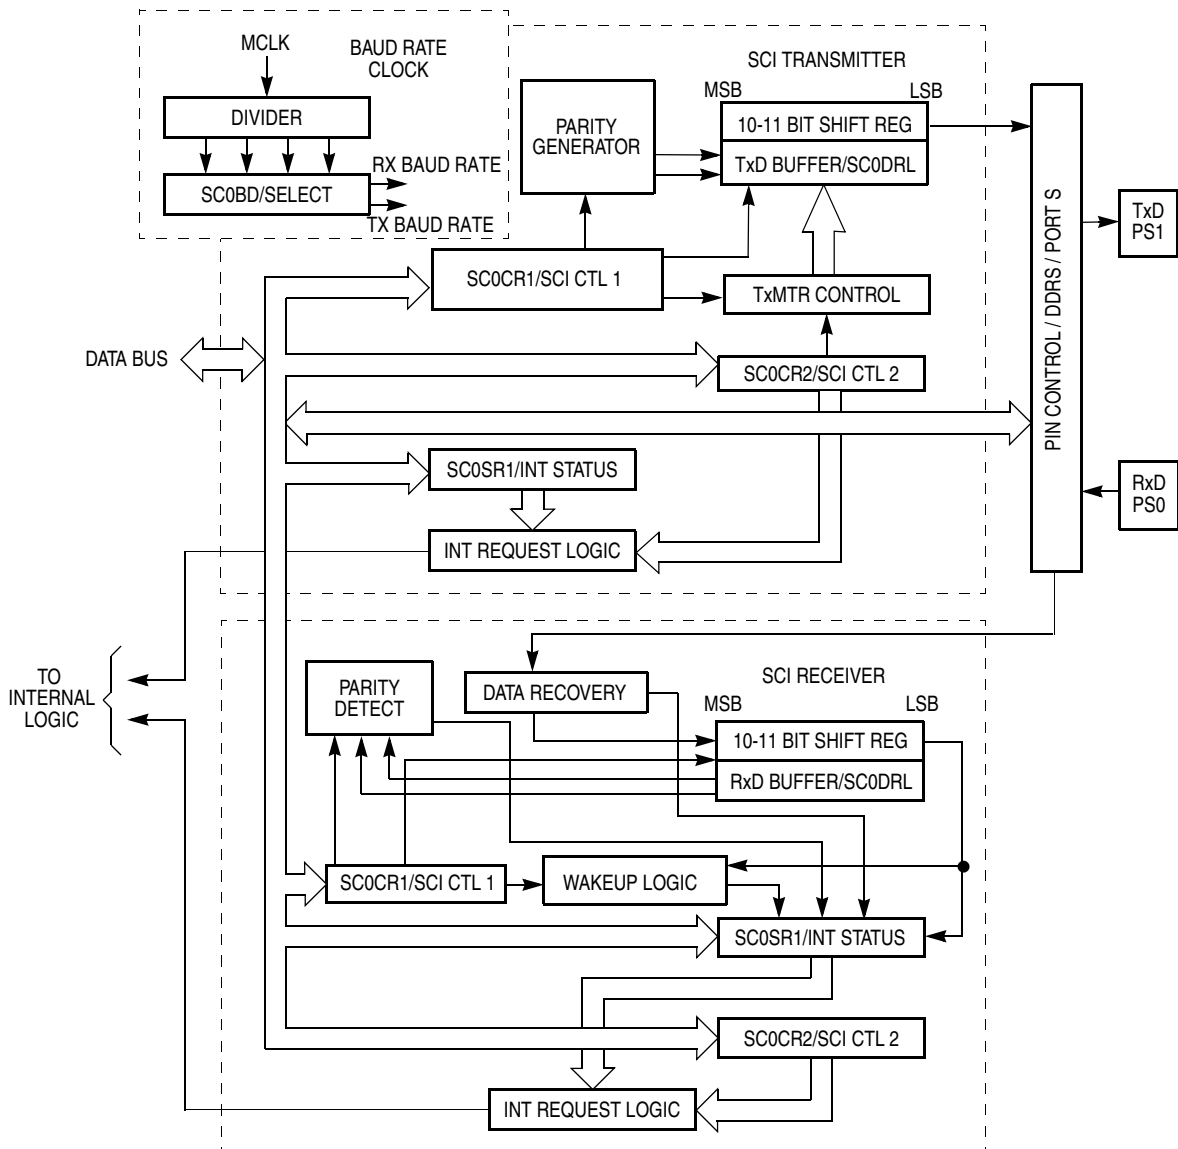 MCLK
BAUD RATE
CLOCK
DIVIDER
RX BAUD RATE
SC0BD/SELECT
TX BAUD RATE
SCI TRANSMITTER
MSB
LSB
PARITY
GENERATOR
10-11 BIT SHIFT REG
TxD BUFFER/SC0DRL
SC0CR1/SCI CTL 1
TxMTR CONTROL
DATA BUS
SC0CR2/SCI CTL 2
SC0SR1/INT STATUS
INT REQUEST LOGIC
PIN CONTROL / DDRS / PORT S
TxD
PS1
RxD
PS0
TO
INTERNAL
LOGIC
SCI RECEIVER
PARITY
DETECT
DATA RECOVERY
MSB
LSB
10-11 BIT SHIFT REG
RxD BUFFER/SC0DRL
SC0CR1/SCI CTL 1
WAKEUP LOGIC
SC0SR1/INT STATUS
SC0CR2/SCI CTL 2
INT REQUEST LOGIC